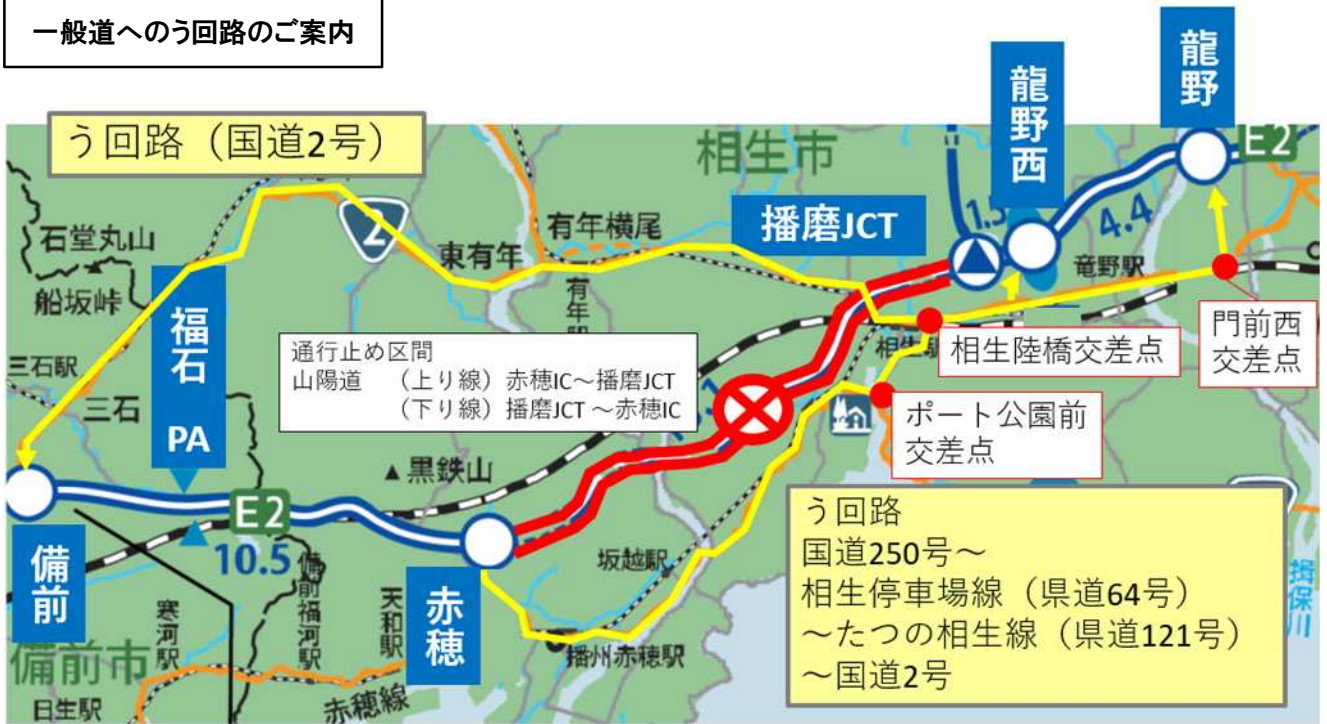 一般道へのう回路のご案内
う回路（国道2号）
相生市
龍野西
龍野
E2
2
播磨JCT
1.5
4.4
有年横尾
東有年
石堂丸山
船坂峠
竜野駅
三石駅
三石
福石
PA
通行止め区間
山陽道　（上り線）赤穂IC～播磨JCT
（下り線）播磨JCT ～赤穂IC
相生陸橋交差点
門前西
交差点
ポート公園前
交差点
黒鉄山
E2
10.5
備前
備前市
寒河駅
備前福河駅
天和駅
赤穂
坂越駅
播州赤穂駅
赤穂線
日生駅
う回路
国道250号～
相生停車場線（県道64号）
～たつの相生線（県道121号）
～国道2号
揖保川